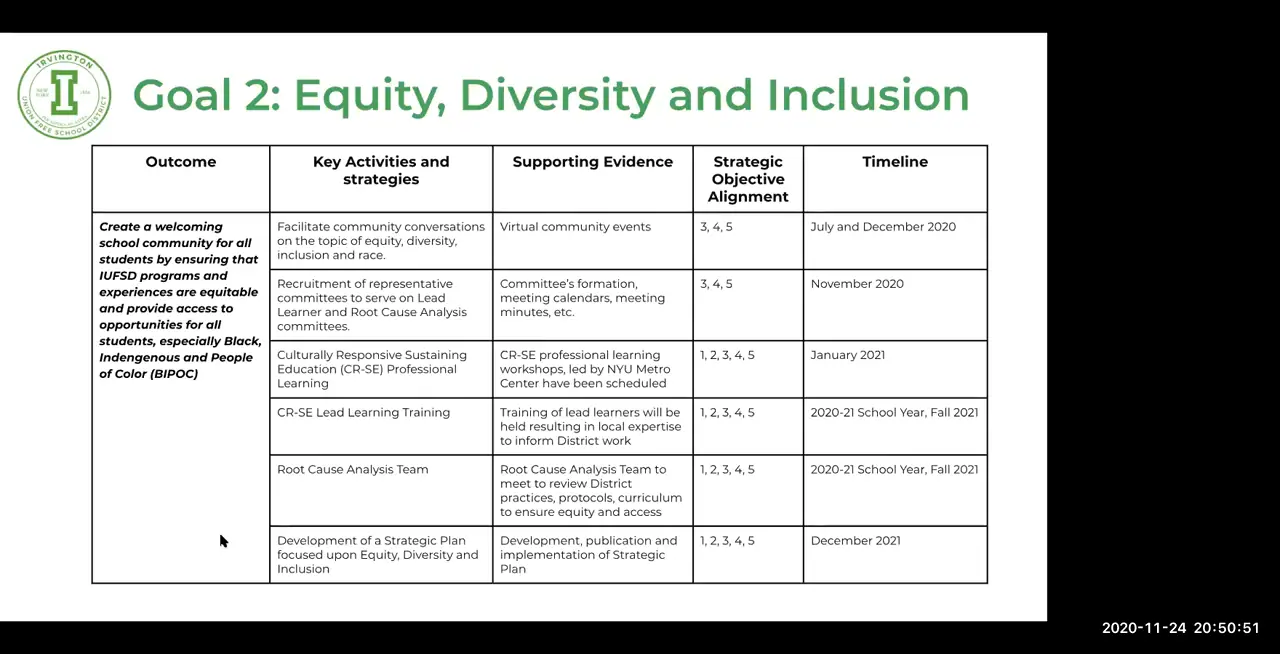 IRVINGTON
UNION FREE SCHOOL DISTRICT
Goal 2: Equity, Diversity and Inclusion
Outcome
Key Activities and
strategies
Supporting Evidence
Strategic
Objective
Alignment
Timeline
Create a welcoming
school community for all
students by ensuring that
IUFSD programs and
experiences are equitable
and provide access to
opportunities for all
students, especially Black,
Indengenous and People
of Color (BIPOC)
Facilitate community conversations
on the topic of equity, diversity,
inclusion and race.
Virtual community events
3, 4, 5
July and December 2020
Recruitment of representative
committees to serve on Lead
Learner and Root Cause Analysis
committees.
Committee's formation,
meeting calendars, meeting
minutes, etc.
3, 4, 5
November 2020
Culturally Responsive Sustaining
Education (CR-SE) Professional
Learning
CR-SE professional learning
workshops, led by NYU Metro
Center have been scheduled
1, 2, 3, 4, 5
January 2021
CR-SE Lead Learning Training
Training of lead learners will be
held resulting in local expertise
to inform District work
1, 2, 3, 4, 5
2020-21 School Year, Fall 2021
Root Cause Analysis Team
Root Cause Analysis Team to
meet to review District
practices, protocols, curriculum
to ensure equity and access
1, 2, 3, 4, 5
2020-21 School Year, Fall 2021
Development of a Strategic Plan
focused upon Equity, Diversity and
Inclusion
Development, publication and
implementation of Strategic
Plan
1, 2, 3, 4, 5
December 2021
2020-11-24 20:50:51